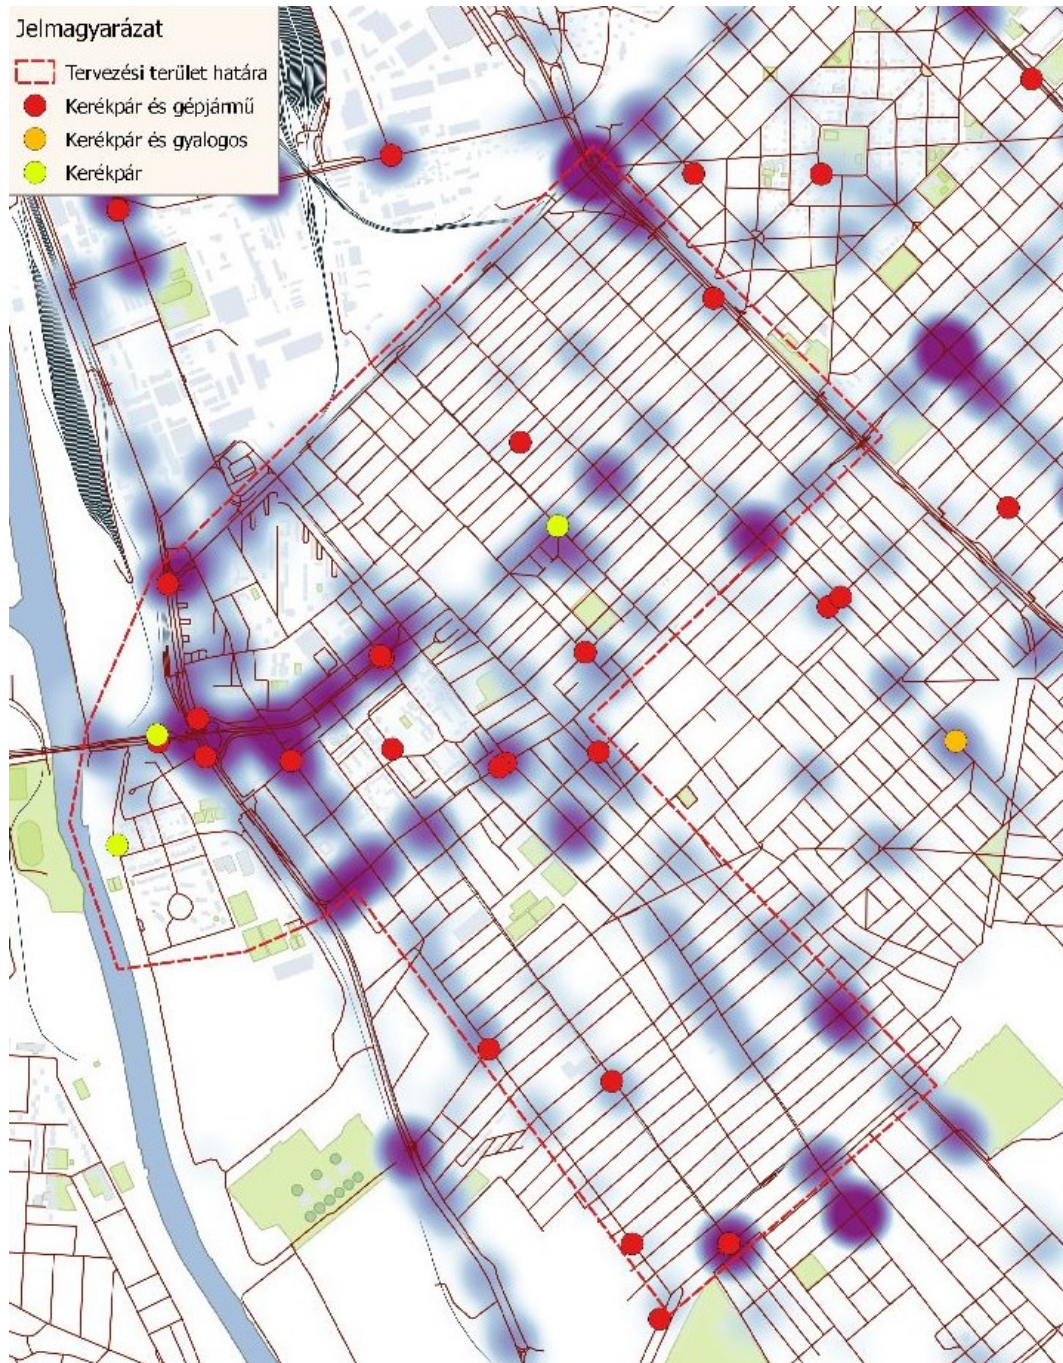 Jelmagyarázat
Tervezési terület határa
Kerékpár és gépjármű
Kerékpár és gyalogos
Kerékpár